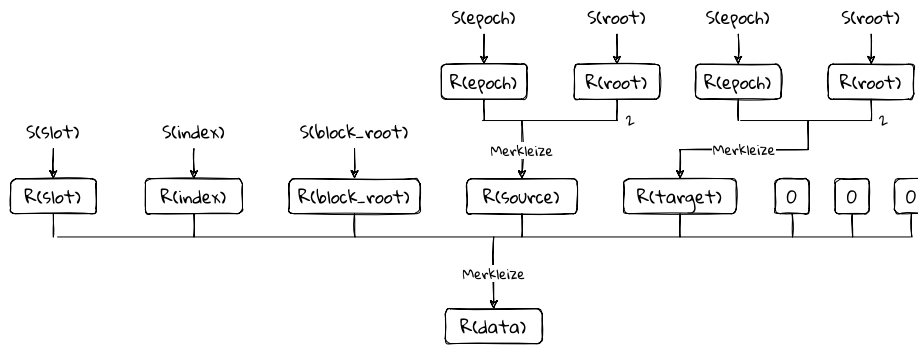 S(epoch) S(root) S(epoch) S(root)
R(epoch) R(root) R(epoch) R(root)
2 2
S(slot) S(index) S(block_root)
Merkleize Merkleize
R(slot) R(index) R(block_root) R(source) R(target) 0 0 0
Merkleize
R(data)